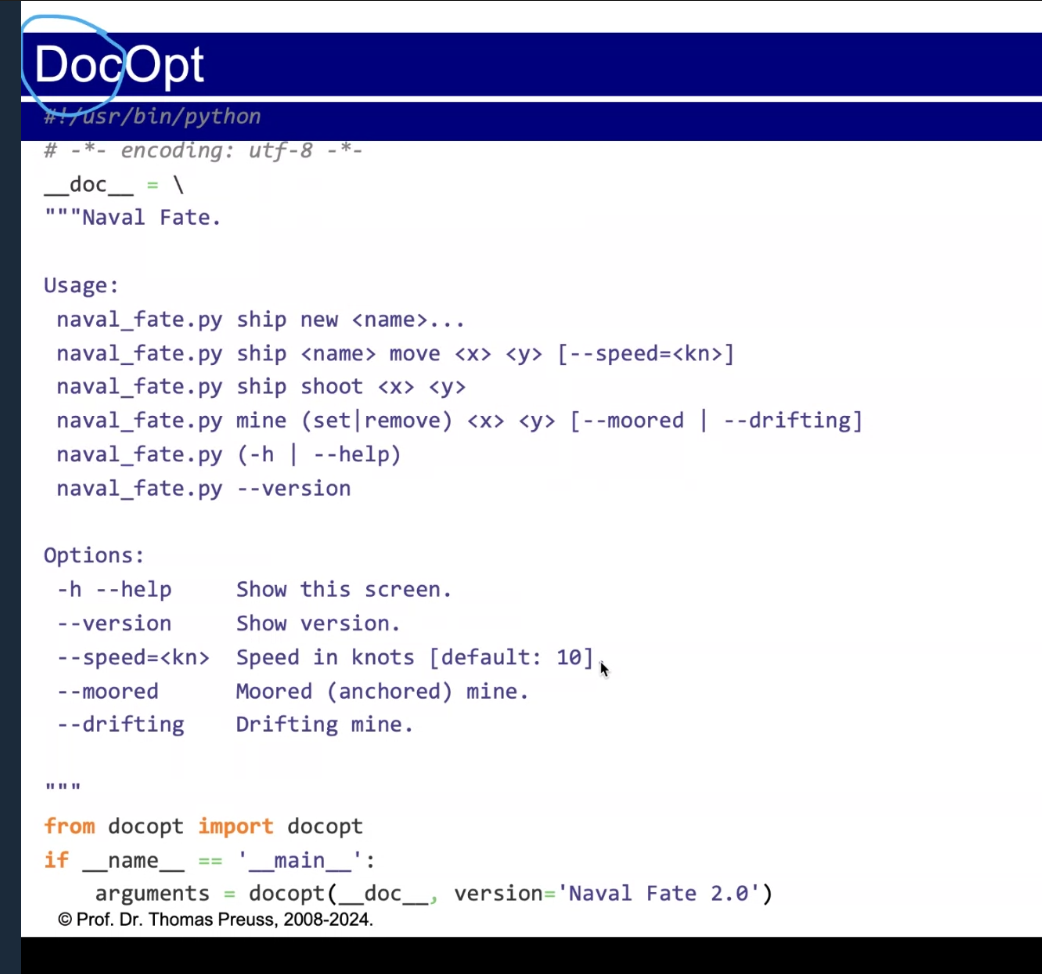 DocOpt
#!/usr/bin/python
# -*- encoding: utf-8 -*-
__doc__ = \
"""Naval Fate.
Usage:
 naval_fate.py ship new <name>...
 naval_fate.py ship <name> move <x> <y> [--speed=<kn>]
 naval_fate.py ship shoot <x> <y>
 naval_fate.py mine (set|remove) <x> <y> [--moored | --drifting]
 naval_fate.py (-h | --help)
 naval_fate.py --version
Options:
 -h --help     Show this screen.
 --version     Show version.
 --speed=<kn>  Speed in knots [default: 10].
 --moored      Moored (anchored) mine.
 --drifting    Drifting mine.
"""
from docopt import docopt
if __name__ == '__main__':
    arguments = docopt(__doc__, version='Naval Fate 2.0')
© Prof. Dr. Thomas Preuss, 2008-2024.